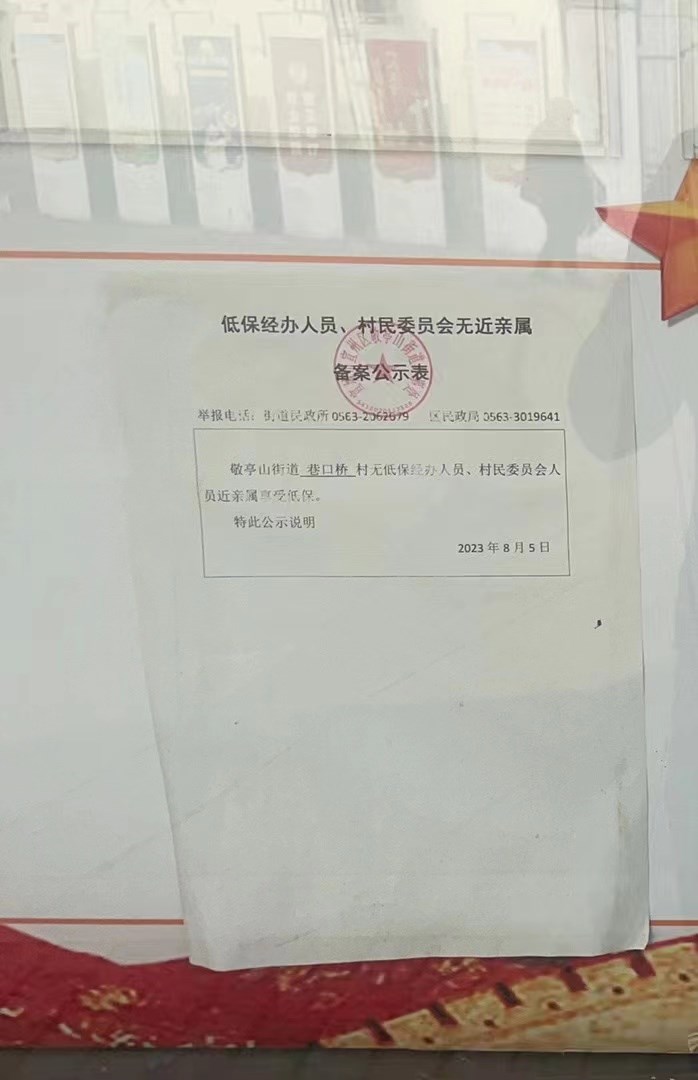 低保经办人员、村民委员会无近亲属
备案公示表
举报电话：街道民政所 0563-2062679 区民政局 0563-3019641
敬亭山街道 巷口桥 村无低保经办人员、村民委员会人
员近亲属享受低保。
特此公示说明
2023 年 8 月 5 日